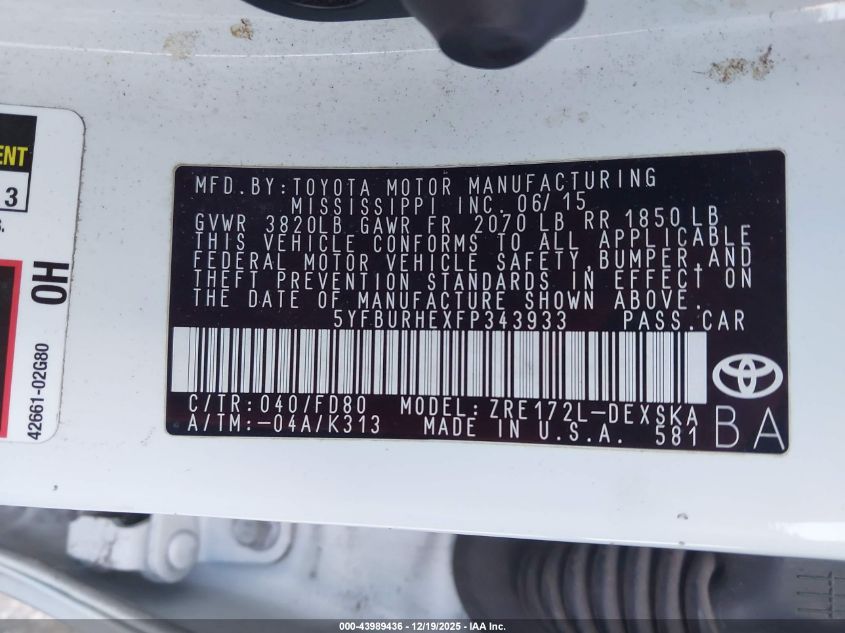 ENT
3
S.
OH
42661-02G80
MFD.BY:TOYOTA MOTOR MANUFACTURING
MISSISSIPPI INC. 06/15
GVWR 3820LB GAWR FR 2070 LB RR 1850 LB
THIS VEHICLE CONFORMS TO ALL APPLICABLE
FEDERAL MOTOR VEHICLE SAFETY,BUMPER,AND
THEFT PREVENTION STANDARDS IN EFFECT ON
THE DATE OF MANUFACTURE SHOWN ABOVE.
5YFBURHEXFP343933 PASS.CAR
C/TR: 040/FD80 MODEL: ZRE172L-DEXSKA
A/TM:-04A/K313 MADE IN U.S.A. 581
BA
000-43989436 - 12/19/2025 - IAA Inc.